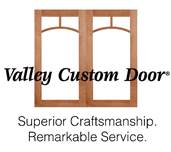 Valley Custom Door®
Superior Craftsmanship.
Remarkable Service.